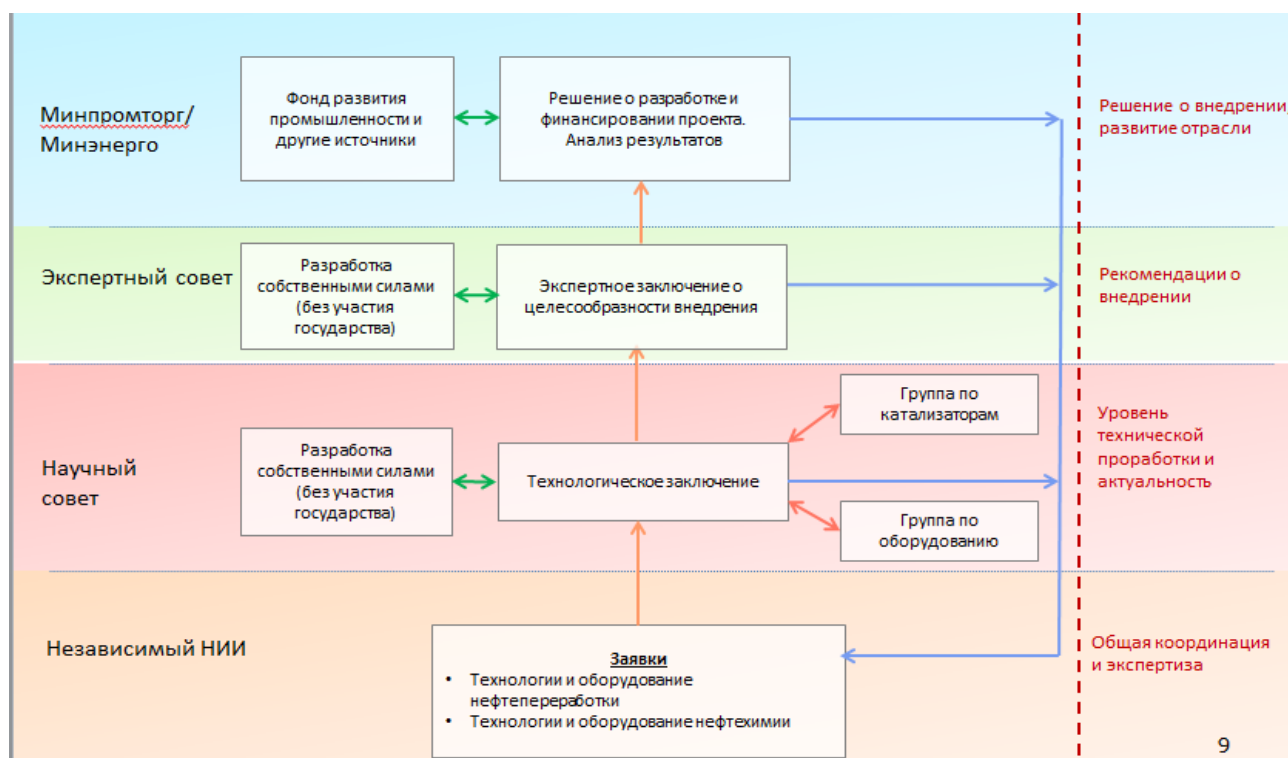 Минпромторг/
Минэнерго
Фонд развития
промышленности и
другие источники
Решение о разработке и
финансировании проекта.
Анализ результатов
Решение о внедрении,
развитие отрасли
Экспертный совет
Разработка
собственными силами
(без участия
государства)
Экспертное заключение о
целесообразности внедрения
Рекомендации о
внедрении
Научный
совет
Разработка
собственными силами
(без участия
государства)
Технологическое заключение
Группа по
катализаторам
Группа по
оборудованию
Уровень
технической
проработки и
актуальность
Независимый НИИ
Заявки
• Технологии и оборудование
нефтепереработки
• Технологии и оборудование нефтехимии
Общая координация
и экспертиза
9